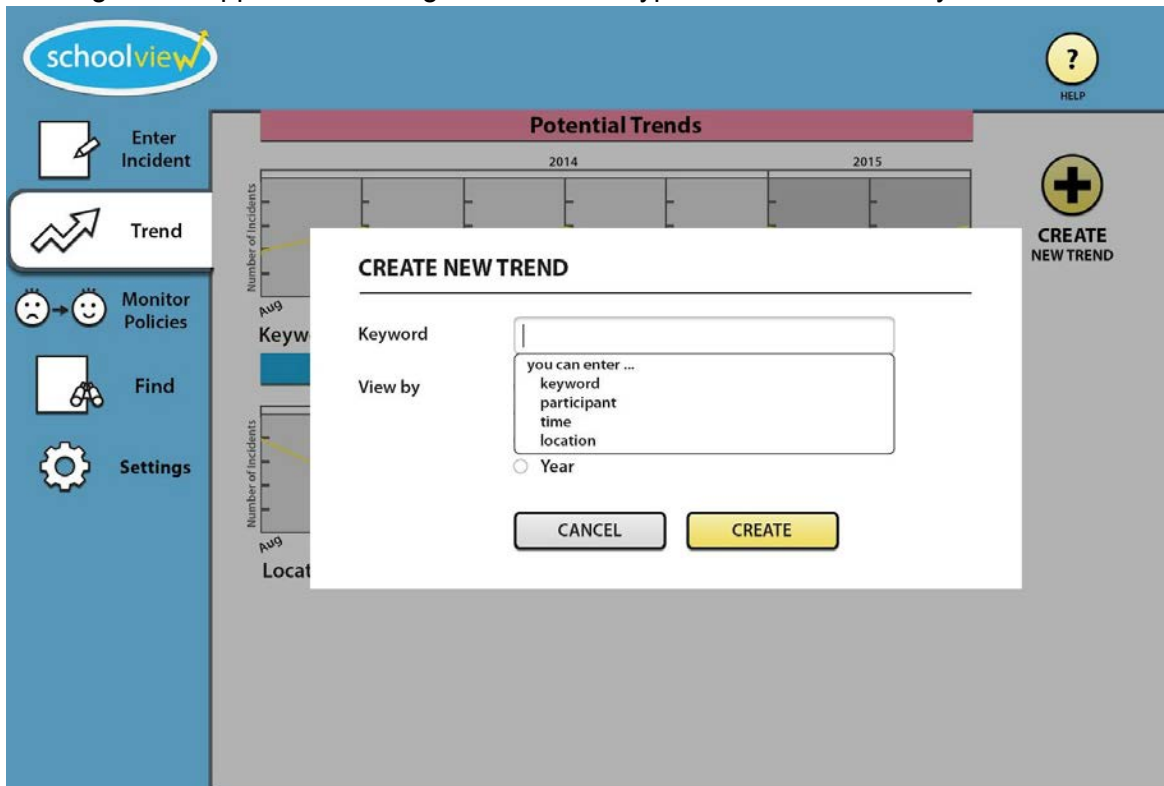 schoolview
?
HELP
Enter
Incident
Trend
Monitor
Policies
Find
Settings
Potential Trends
2014 2015
Number of Incidents
Aug
Keyw
CREATE
NEW TREND
CREATE NEW TREND
Keyword
you can enter ...
keyword
participant
time
location
View by
Year
CANCEL CREATE
Number of Incidents
Aug
Locat